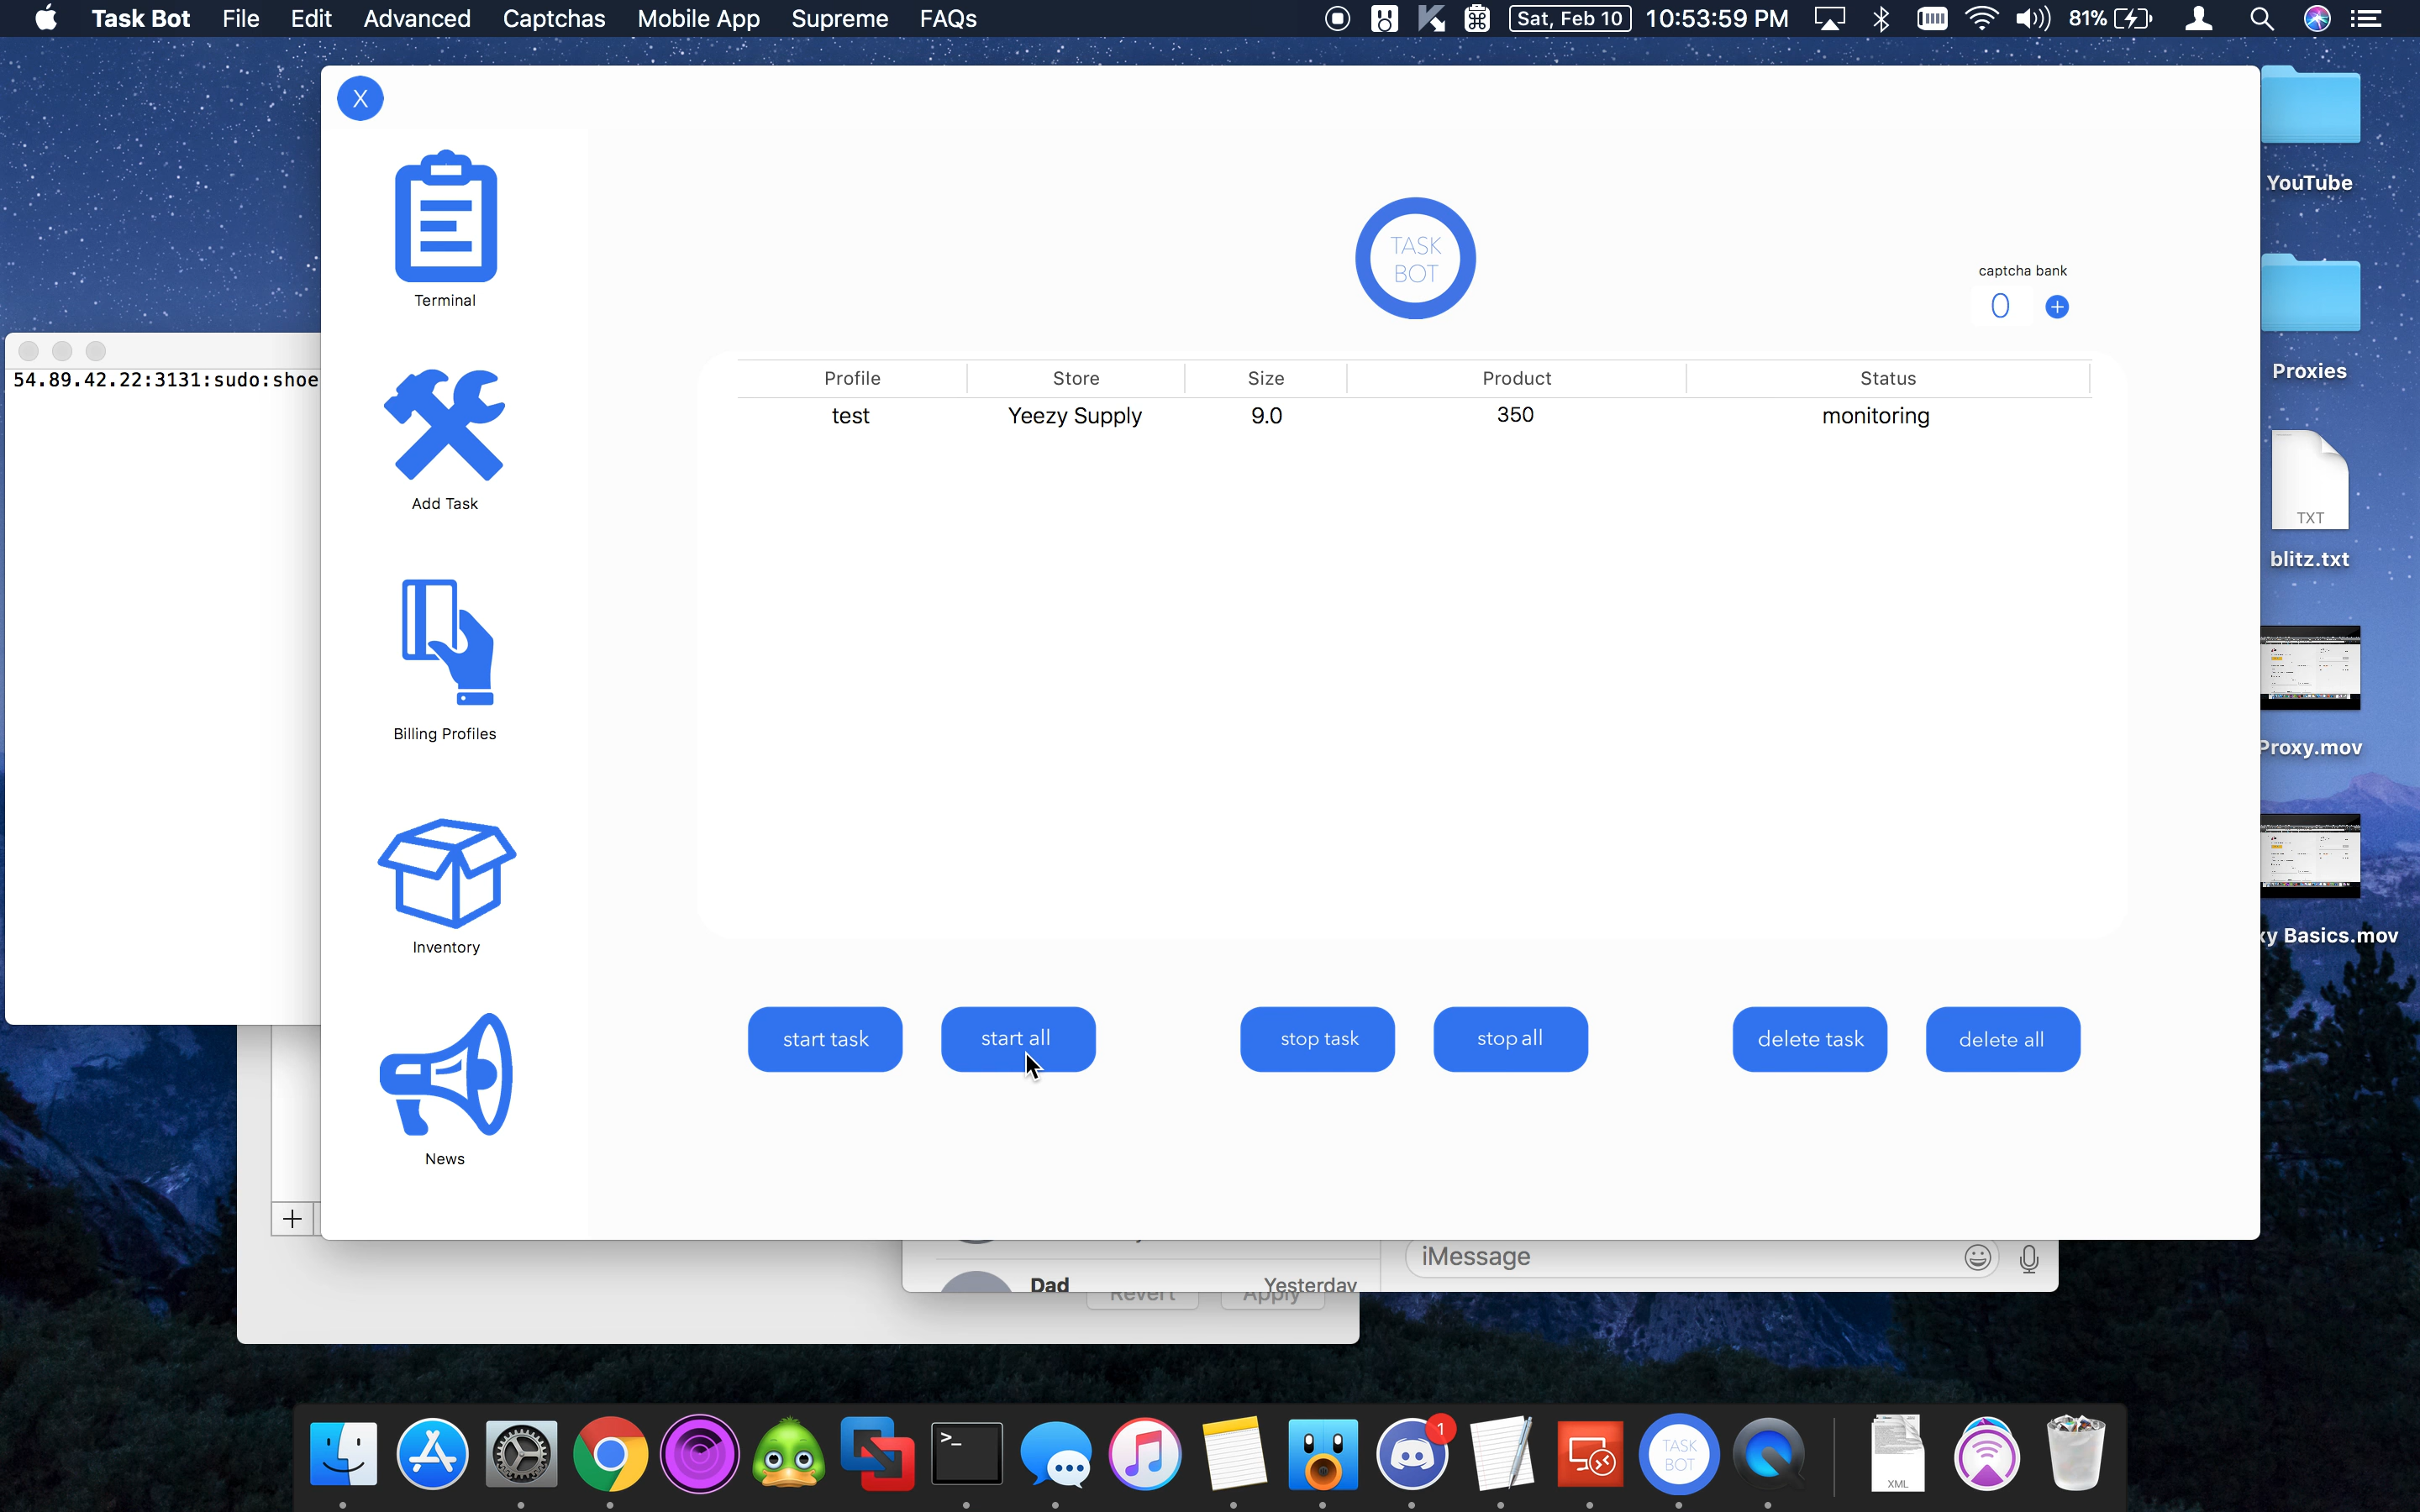 Task Bot File Edit Advanced Captchas Mobile App Supreme FAQs Sat, Feb 10 10:53:59 PM 81%
X
Terminal
Add Task
Billing Profiles
Inventory
News
TASK
BOT
captcha bank
0
Profile Store Size Product Status
test Yeezy Supply 9.0 350 monitoring
start task start all stop task stop all delete task delete all
54.89.42.22:3131:sudo:shoe
YouTube
Proxies
TXT
blitz.txt
Proxy.mov
xy Basics.mov
iMessage
Dad Yesterday
Revert Apply
1
TASK
BOT
XML